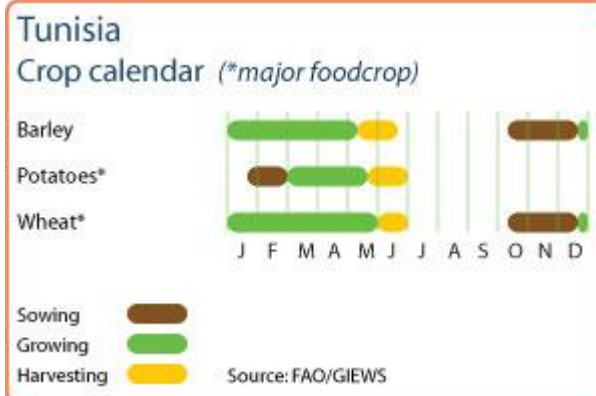 Tunisia
Crop calendar (*major foodcrop)
Barley
Potatoes*
Wheat*
J F M A M J J A S O N D
Sowing
Growing
Harvesting
Source: FAO/GIEWS